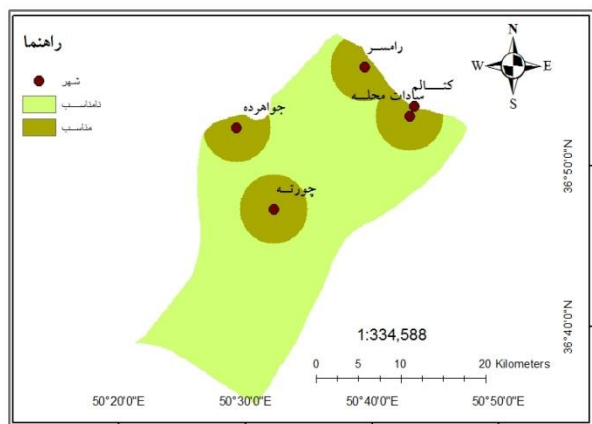 راهنما
شهر
نامناسب
مناسب
رامسر
کتالم
سادات محله
جواهرده
چورته
N
W E
S
36°50'0"N
36°40'0"N
1:334,588
0 5 10 20 Kilometers
50°20'0"E 50°30'0"E 50°40'0"E 50°50'0"E